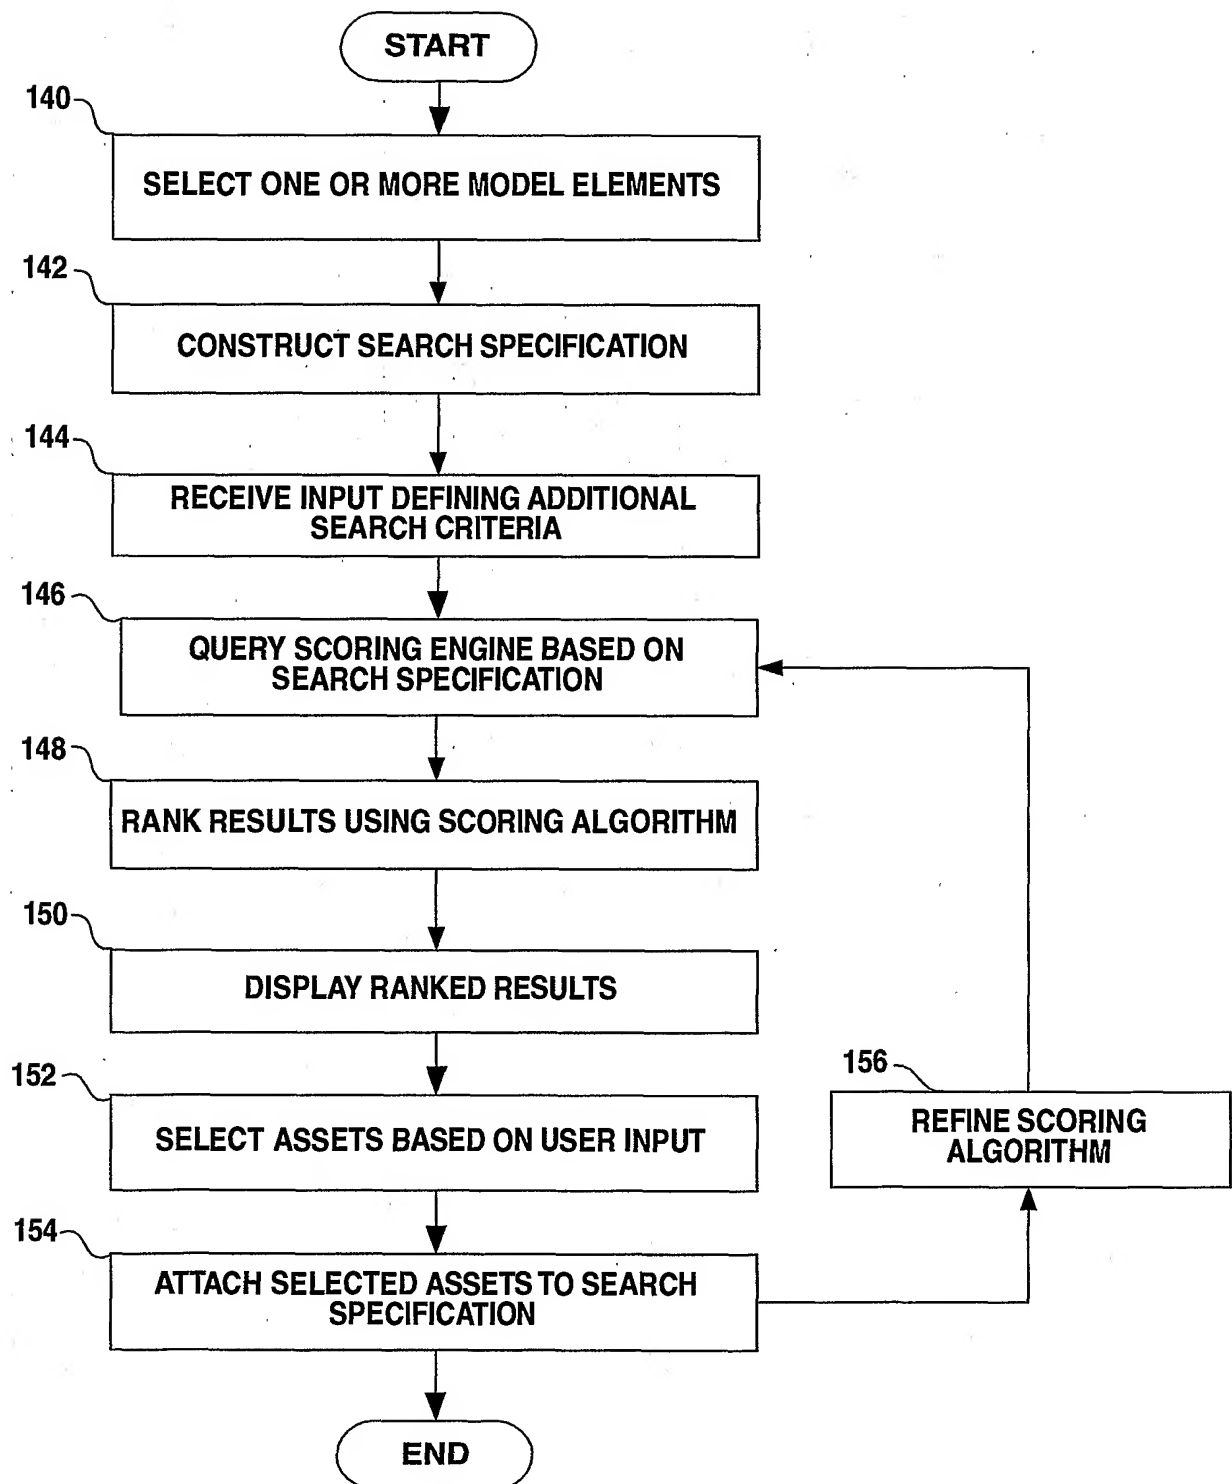 START
140
SELECT ONE OR MORE MODEL ELEMENTS
142
CONSTRUCT SEARCH SPECIFICATION
144
RECEIVE INPUT DEFINING ADDITIONAL
SEARCH CRITERIA
146
QUERY SCORING ENGINE BASED ON
SEARCH SPECIFICATION
148
RANK RESULTS USING SCORING ALGORITHM
150
DISPLAY RANKED RESULTS
152
SELECT ASSETS BASED ON USER INPUT
156
REFINE SCORING
ALGORITHM
154
ATTACH SELECTED ASSETS TO SEARCH
SPECIFICATION
END